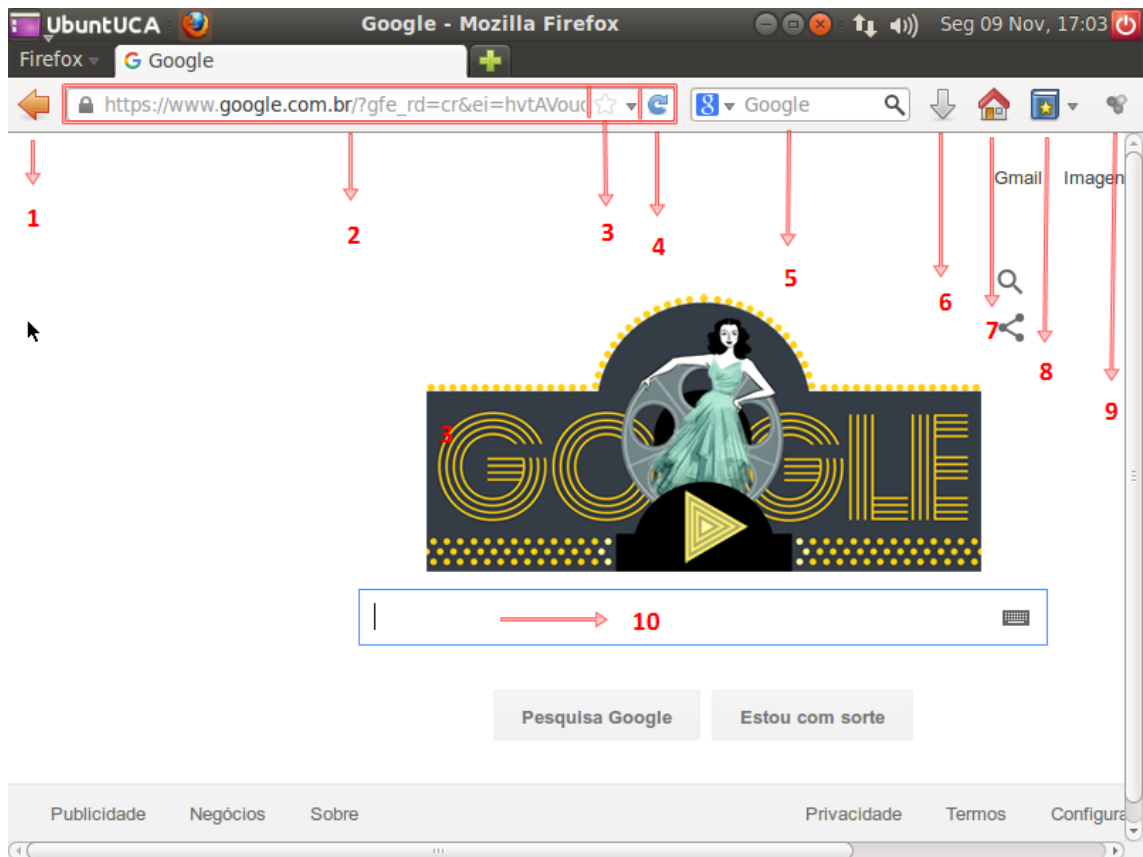 UbuntUCA Google - Mozilla Firefox Seg 09 Nov, 17:03
Firefox Google
https://www.google.com.br/?gfe_rd=cr&ei=hvtAVouc Google
Gmail Imagen
1 2 3 4 5 6 7 8 9
3
GOOGLE
10
Pesquisa Google Estou com sorte
Publicidade Negócios Sobre Privacidade Termos Configura